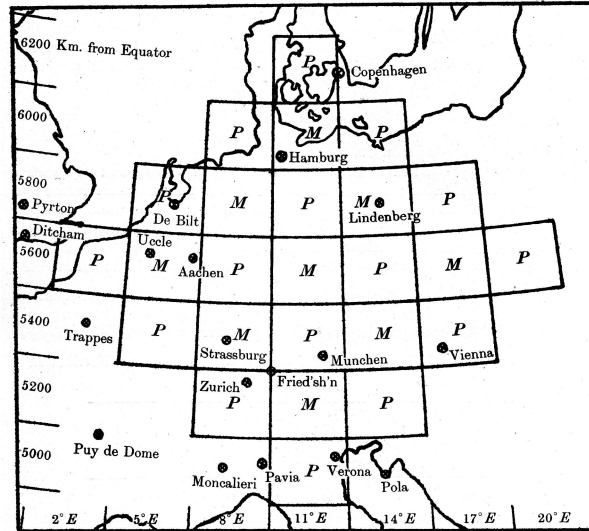 6200 Km. from Equator
P
Copenhagen
6000
P M P
Hamburg
5800
P M P M P
Pyrton
De Bilt
Lindenberg
Ditcham
Uccle
5600
P M P M P M P
Aachen
5400
P M P M P
Trappes
Strassburg
Munchen
Vienna
Zurich
Fried'sh'n
5200
P M P
Puy de Dome
5000
P
Moncalieri
Pavia
Verona
Pola
2°E 5°E 8°E 11°E 14°E 17°E 20°E